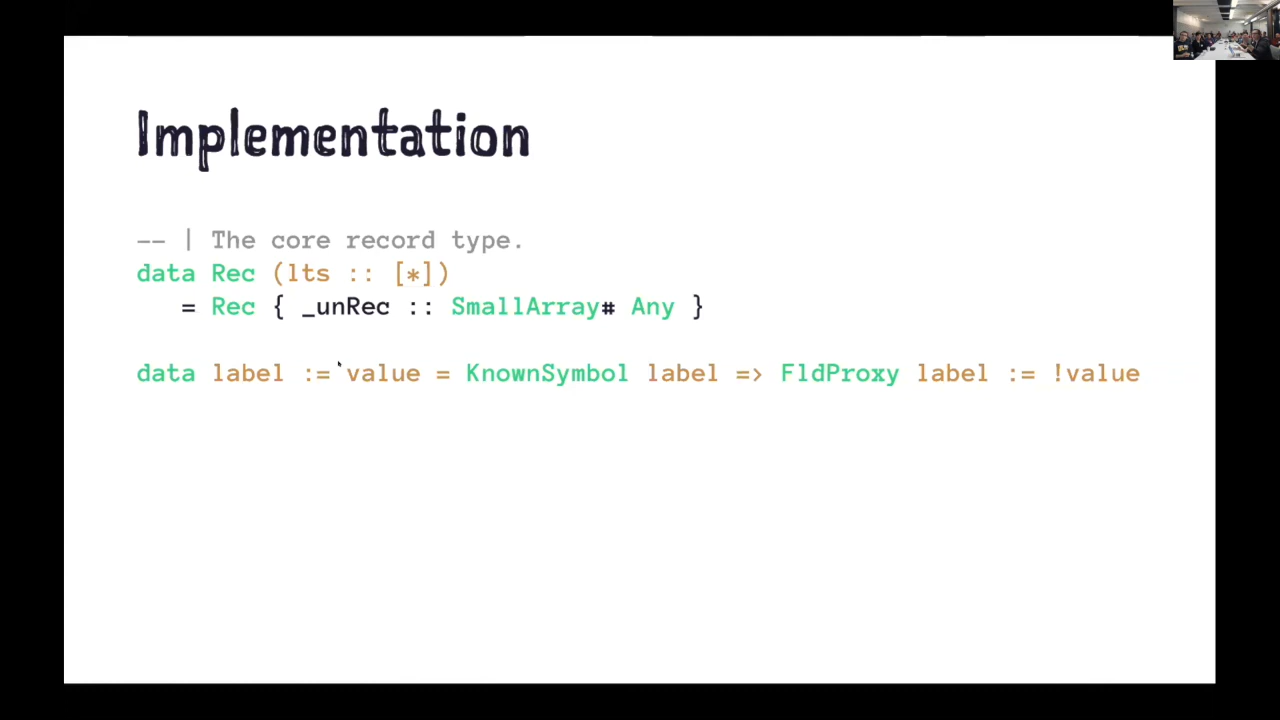 Implementation
-- | The core record type.
data Rec (lts :: [*])
= Rec { _unRec :: SmallArray# Any }
data label := value = KnownSymbol label => FldProxy label := !value